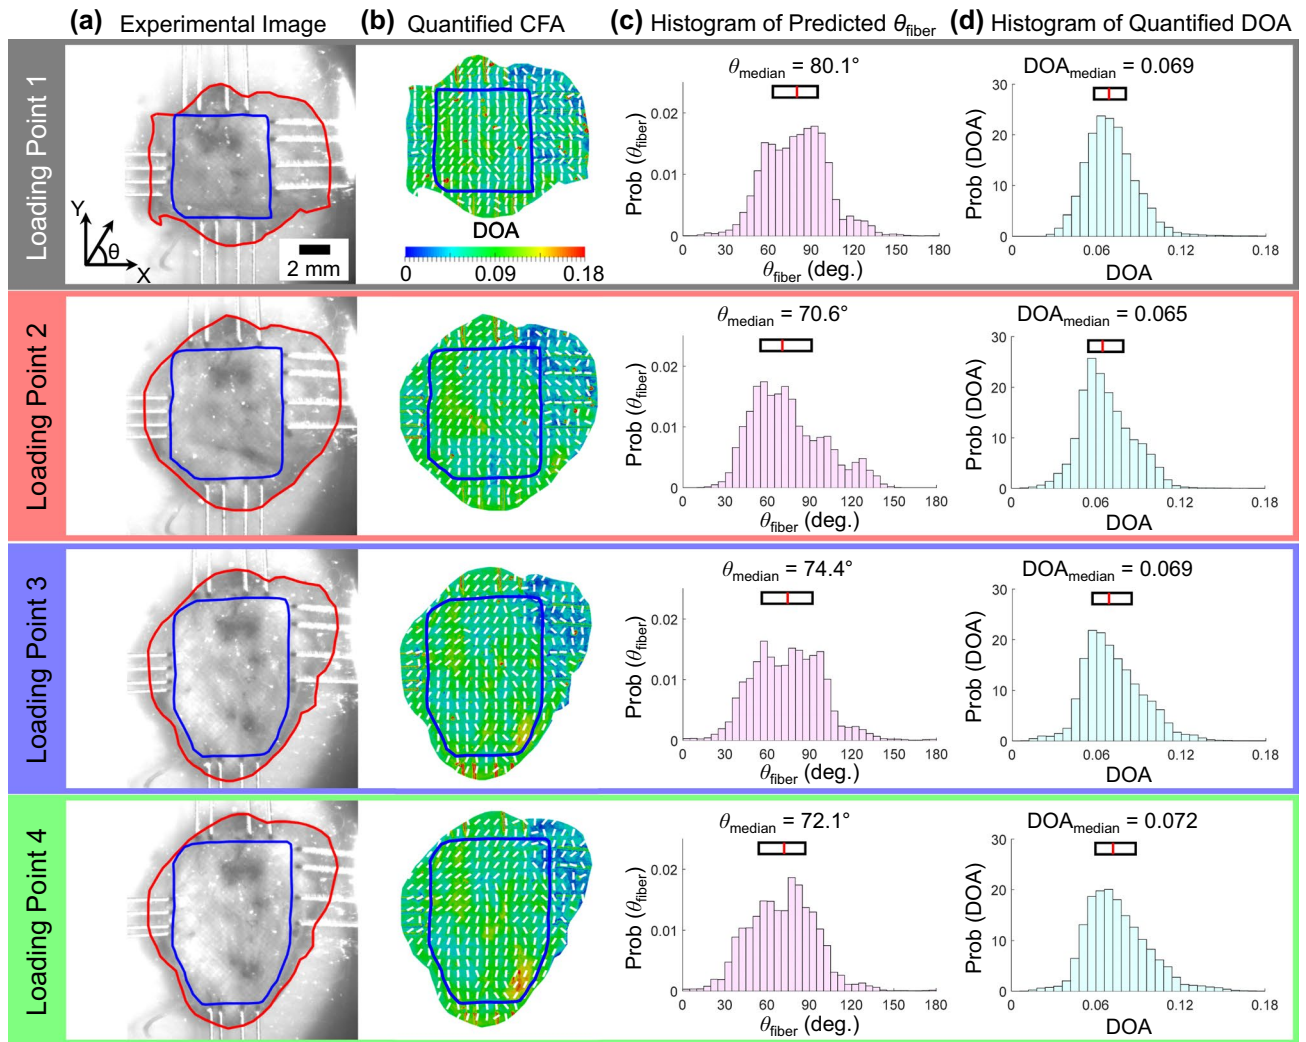 (a) Experimental Image
(b) Quantified CFA
(c) Histogram of Predicted θfiber
(d) Histogram of Quantified DOA
Loading Point 1
Y
θ
X
2 mm
DOA
0 0.09 0.18
θmedian = 80.1°
Prob (θfiber)
0.02
0.01
0
0 30 60 90 120 150 180
θfiber (deg.)
DOAmedian = 0.069
Prob (DOA)
30
20
10
0
0.06 0.12 0.18
DOA
Loading Point 2
θmedian = 70.6°
Prob (θfiber)
0.02
0.01
0
0 30 60 90 120 150 180
θfiber (deg.)
DOAmedian = 0.065
Prob (DOA)
30
20
10
0
0.06 0.12 0.18
DOA
Loading Point 3
θmedian = 74.4°
Prob (θfiber)
0.02
0.01
0
0 30 60 90 120 150 180
θfiber (deg.)
DOAmedian = 0.069
Prob (DOA)
30
20
10
0
0.06 0.12 0.18
DOA
Loading Point 4
θmedian = 72.1°
Prob (θfiber)
0.02
0.01
0
0 30 60 90 120 150 180
θfiber (deg.)
DOAmedian = 0.072
Prob (DOA)
30
20
10
0
0.06 0.12 0.18
DOA